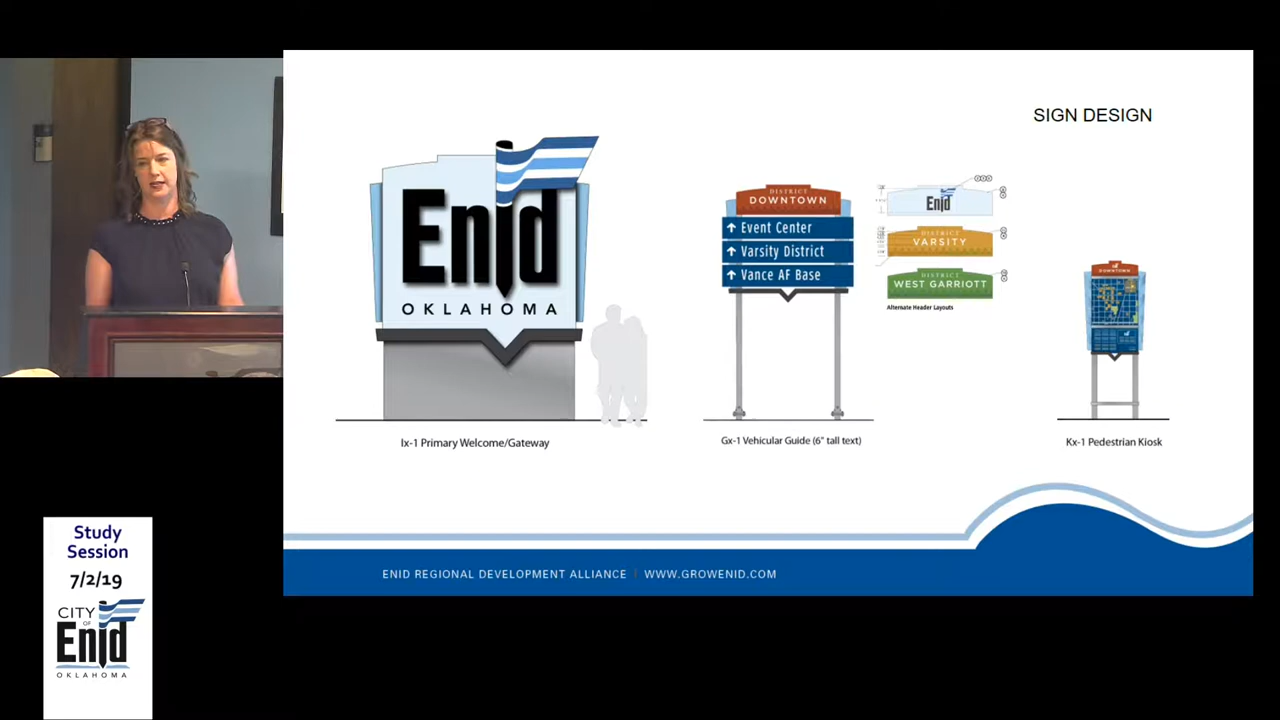 SIGN DESIGN
Enid
OKLAHOMA
Ix-1 Primary Welcome/Gateway
DISTRICT
DOWNTOWN
↑ Event Center
↑ Varsity District
↑ Vance AF Base
Gx-1 Vehicular Guide (6" tall text)
Enid
DISTRICT
VARSITY
DISTRICT
WEST GARRIOTT
Alternate Header Layouts
DOWNTOWN
Kx-1 Pedestrian Kiosk
ENID REGIONAL DEVELOPMENT ALLIANCE | WWW.GROWENID.COM
Study
Session
7/2/19
CITY
OF
Enid
OKLAHOMA